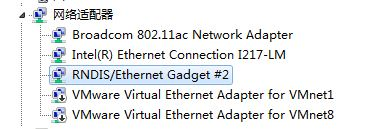 网络适配器
Broadcom 802.11ac Network Adapter
Intel(R) Ethernet Connection I217-LM
RNDIS/Ethernet Gadget #2
VMware Virtual Ethernet Adapter for VMnet1
VMware Virtual Ethernet Adapter for VMnet8